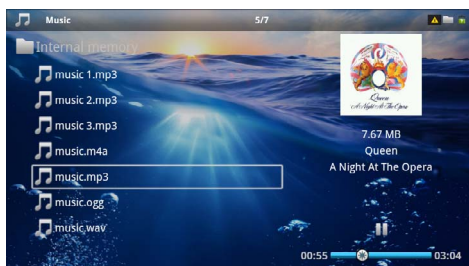 Music 5/7
Internal memory
music 1.mp3
music 2.mp3
music 3.mp3
music.m4a
music.mp3
music.ogg
music.wav
Queen
A Night At The Opera
7.67 MB
Queen
A Night At The Opera
00:55 03:04